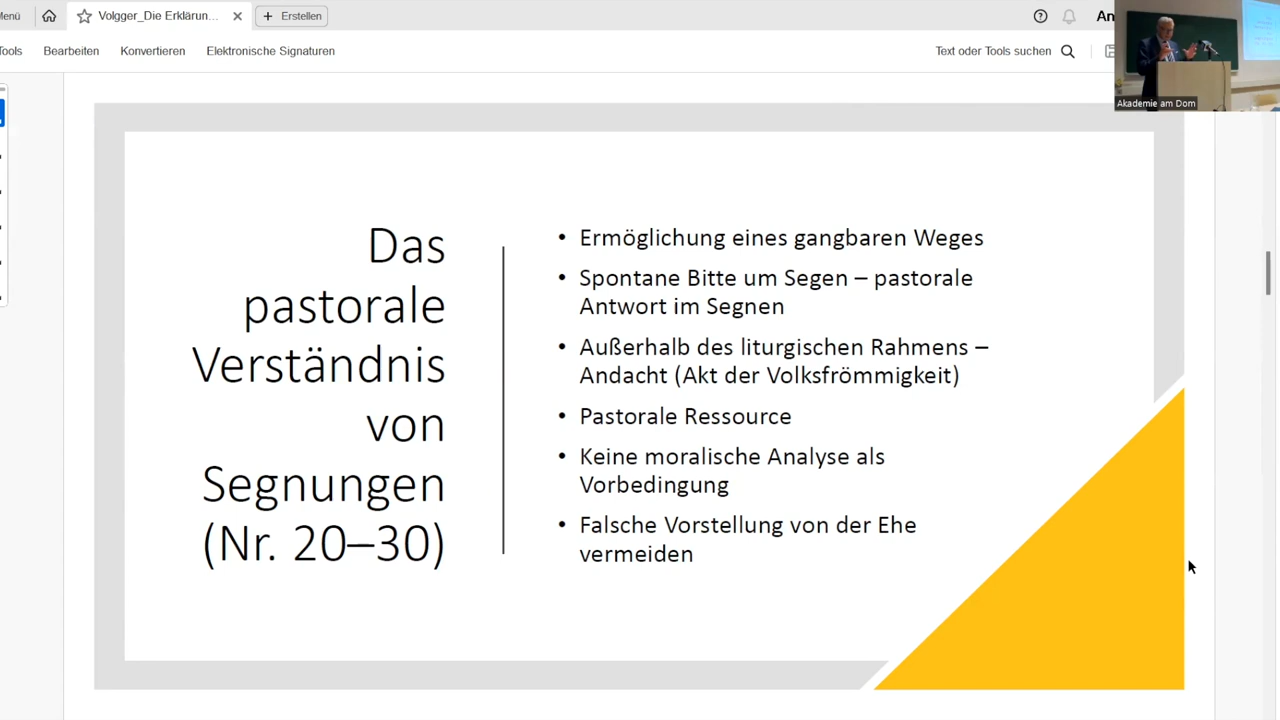 Menü
Volgger_Die Erklärun...
Erstellen
Tools
Bearbeiten
Konvertieren
Elektronische Signaturen
Text oder Tools suchen
An
Akademie am Dom
Das
pastorale
Verständnis
von
Segnungen
(Nr. 20–30)
• Ermöglichung eines gangbaren Weges
• Spontane Bitte um Segen – pastorale
Antwort im Segnen
• Außerhalb des liturgischen Rahmens –
Andacht (Akt der Volksfrömmigkeit)
• Pastorale Ressource
• Keine moralische Analyse als
Vorbedingung
• Falsche Vorstellung von der Ehe
vermeiden